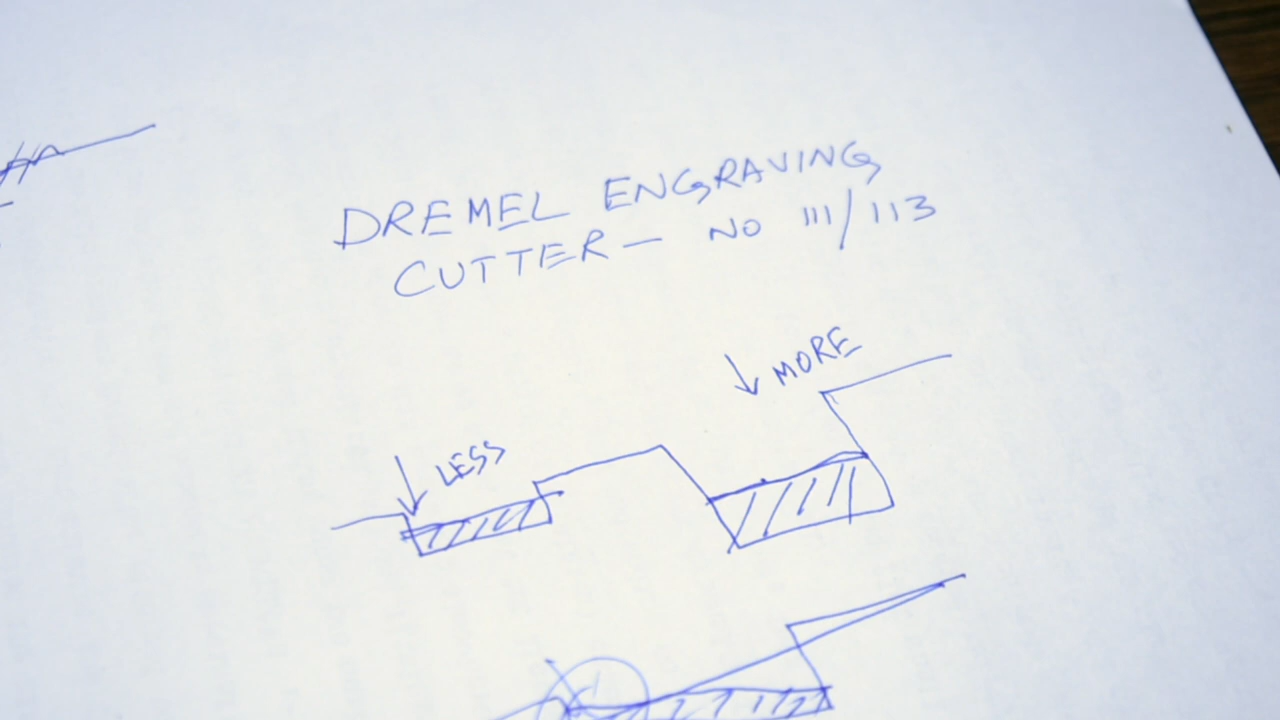 DREMEL ENGRAVING
CUTTER — NO 111/113
↓ MORE
↓ LESS